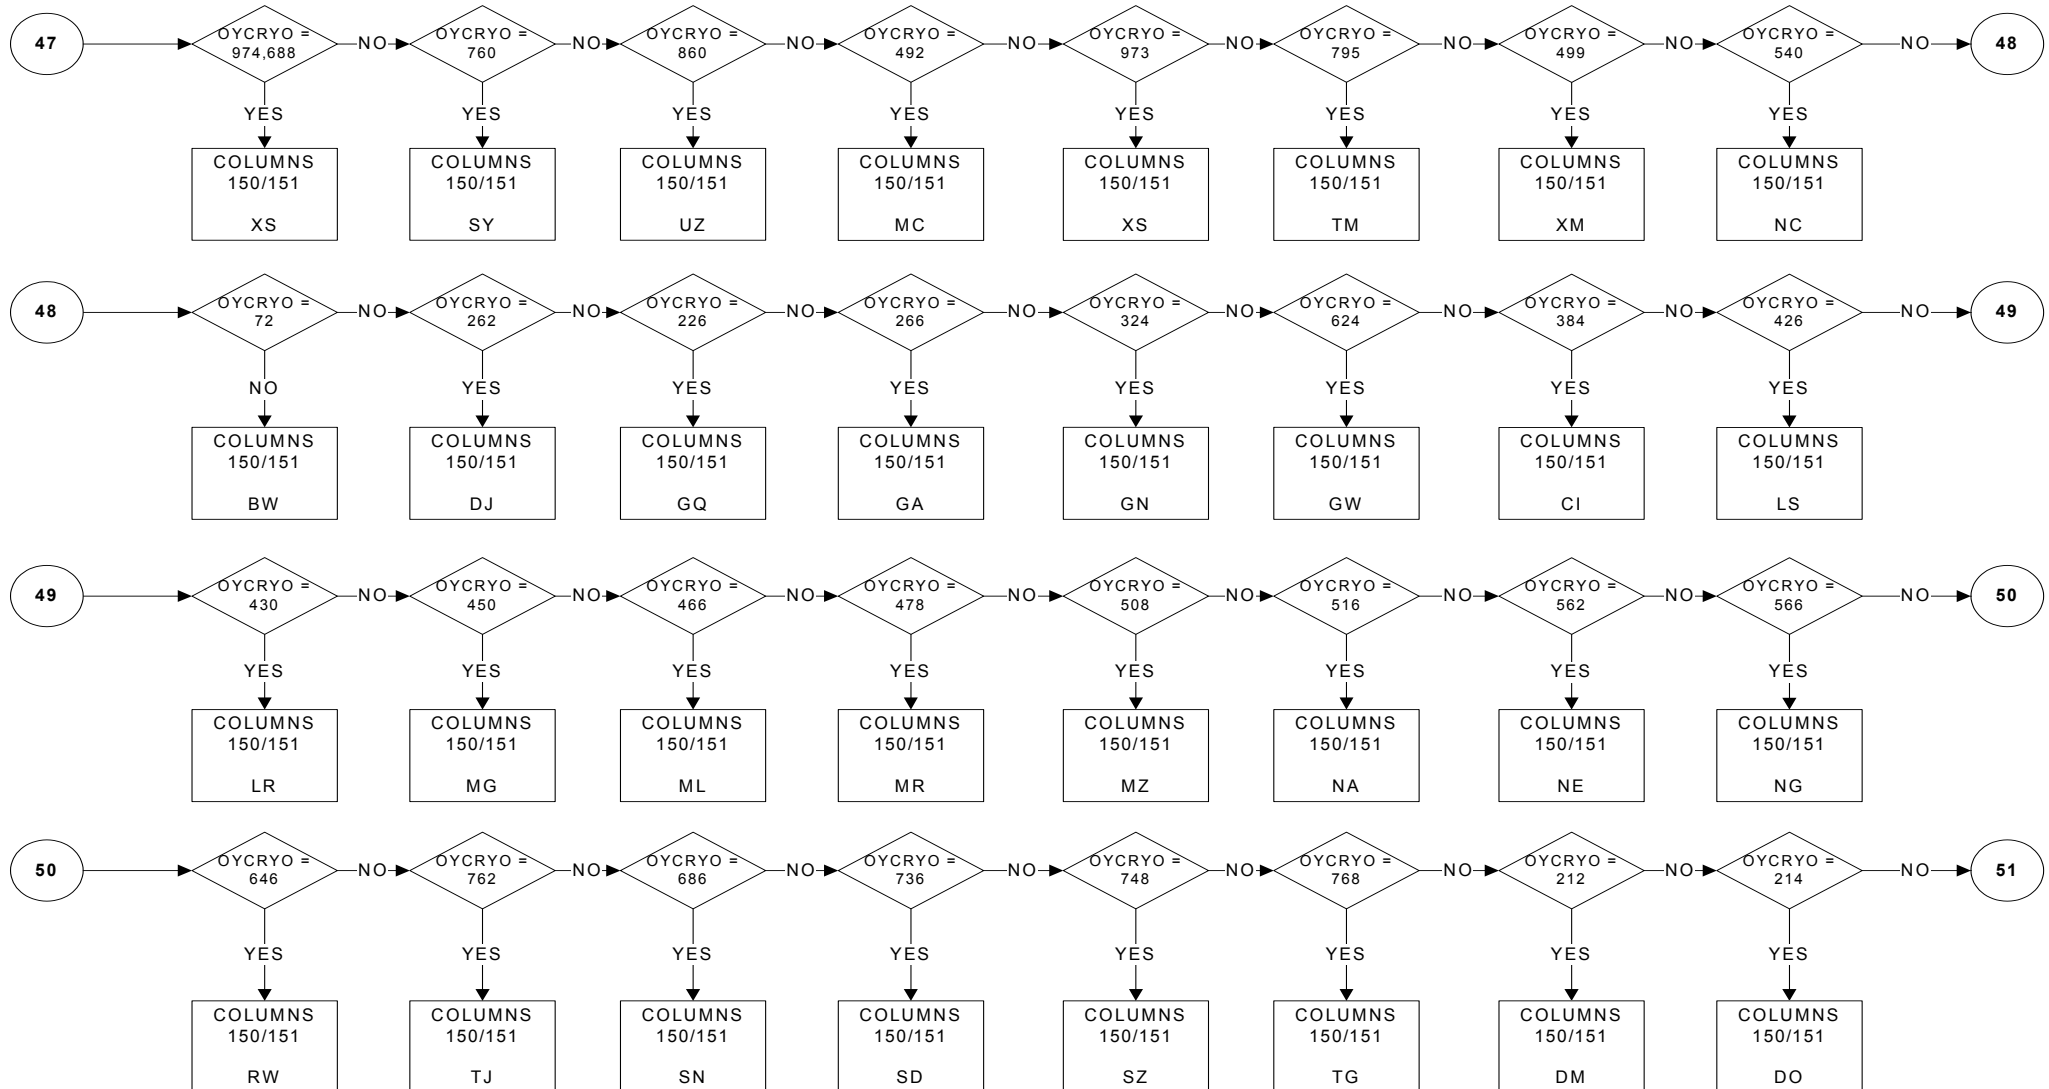 47
OYCRYO =
974,688
NO
OYCRYO =
760
NO
OYCRYO =
860
NO
OYCRYO =
492
NO
OYCRYO =
973
NO
OYCRYO =
795
NO
OYCRYO =
499
NO
OYCRYO =
540
NO
48
YES
YES
YES
YES
YES
YES
YES
YES
COLUMNS
150/151
XS
COLUMNS
150/151
SY
COLUMNS
150/151
UZ
COLUMNS
150/151
MC
COLUMNS
150/151
XS
COLUMNS
150/151
TM
COLUMNS
150/151
XM
COLUMNS
150/151
NC
48
OYCRYO =
72
NO
OYCRYO =
262
NO
OYCRYO =
226
NO
OYCRYO =
266
NO
OYCRYO =
324
NO
OYCRYO =
624
NO
OYCRYO =
384
NO
OYCRYO =
426
NO
49
NO
YES
YES
YES
YES
YES
YES
YES
COLUMNS
150/151
BW
COLUMNS
150/151
DJ
COLUMNS
150/151
GQ
COLUMNS
150/151
GA
COLUMNS
150/151
GN
COLUMNS
150/151
GW
COLUMNS
150/151
CI
COLUMNS
150/151
LS
49
OYCRYO =
430
NO
OYCRYO =
450
NO
OYCRYO =
466
NO
OYCRYO =
478
NO
OYCRYO =
508
NO
OYCRYO =
516
NO
OYCRYO =
562
NO
OYCRYO =
566
NO
50
YES
YES
YES
YES
YES
YES
YES
YES
COLUMNS
150/151
LR
COLUMNS
150/151
MG
COLUMNS
150/151
ML
COLUMNS
150/151
MR
COLUMNS
150/151
MZ
COLUMNS
150/151
NA
COLUMNS
150/151
NE
COLUMNS
150/151
NG
50
OYCRYO =
646
NO
OYCRYO =
762
NO
OYCRYO =
686
NO
OYCRYO =
736
NO
OYCRYO =
748
NO
OYCRYO =
768
NO
OYCRYO =
212
NO
OYCRYO =
214
NO
51
YES
YES
YES
YES
YES
YES
YES
YES
COLUMNS
150/151
RW
COLUMNS
150/151
TJ
COLUMNS
150/151
SN
COLUMNS
150/151
SD
COLUMNS
150/151
SZ
COLUMNS
150/151
TG
COLUMNS
150/151
DM
COLUMNS
150/151
DO